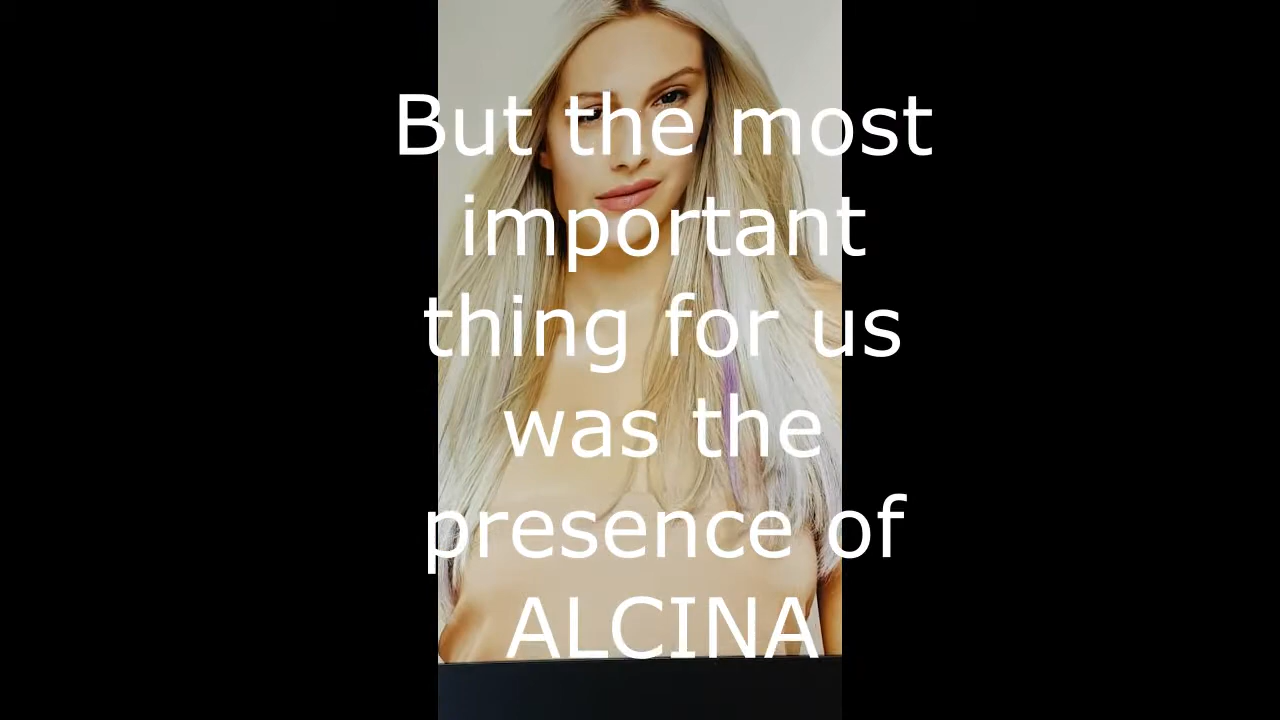 But the most
important
thing for us
was the
presence of
ALCINA